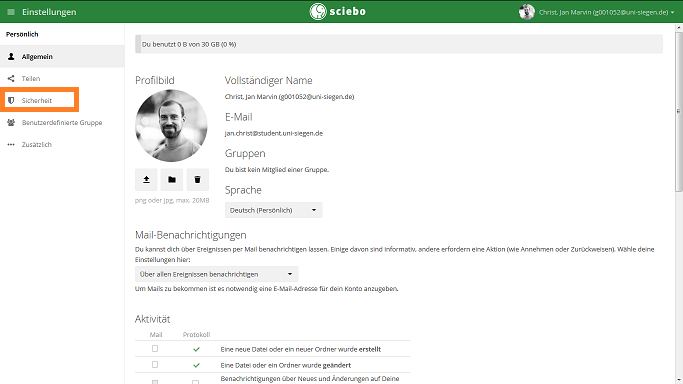 Einstellungen
sciebo
Christ, Jan Marvin (g001052@uni-siegen.de)
Persönlich
Allgemein
Teilen
Sicherheit
Benutzerdefinierte Gruppe
Zusätzlich
Du benutzt 0 B von 30 GB (0 %)
Profilbild
png oder jpg, max. 20MB
Vollständiger Name
Christ, Jan Marvin (g001052@uni-siegen.de)
E-Mail
jan.christ@student.uni-siegen.de
Gruppen
Du bist kein Mitglied einer Gruppe.
Sprache
Deutsch (Persönlich)
Mail-Benachrichtigungen
Du kannst dich über Ereignissen per Mail benachrichtigen lassen. Einige davon sind informativ, andere erfordern eine Aktion (wie Annehmen oder Zurückweisen). Wähle deine
Einstellungen hier:
Über allen Ereignissen benachrichtigen
Um Mails zu bekommen ist es notwendig eine E-Mail-Adresse für dein Konto anzugeben.
Aktivität
Mail Protokoll
Eine neue Datei oder ein neuer Ordner wurde erstellt
Eine Datei oder ein Ordner wurde geändert
Benachrichtigungen über Neues und Änderungen auf Deine